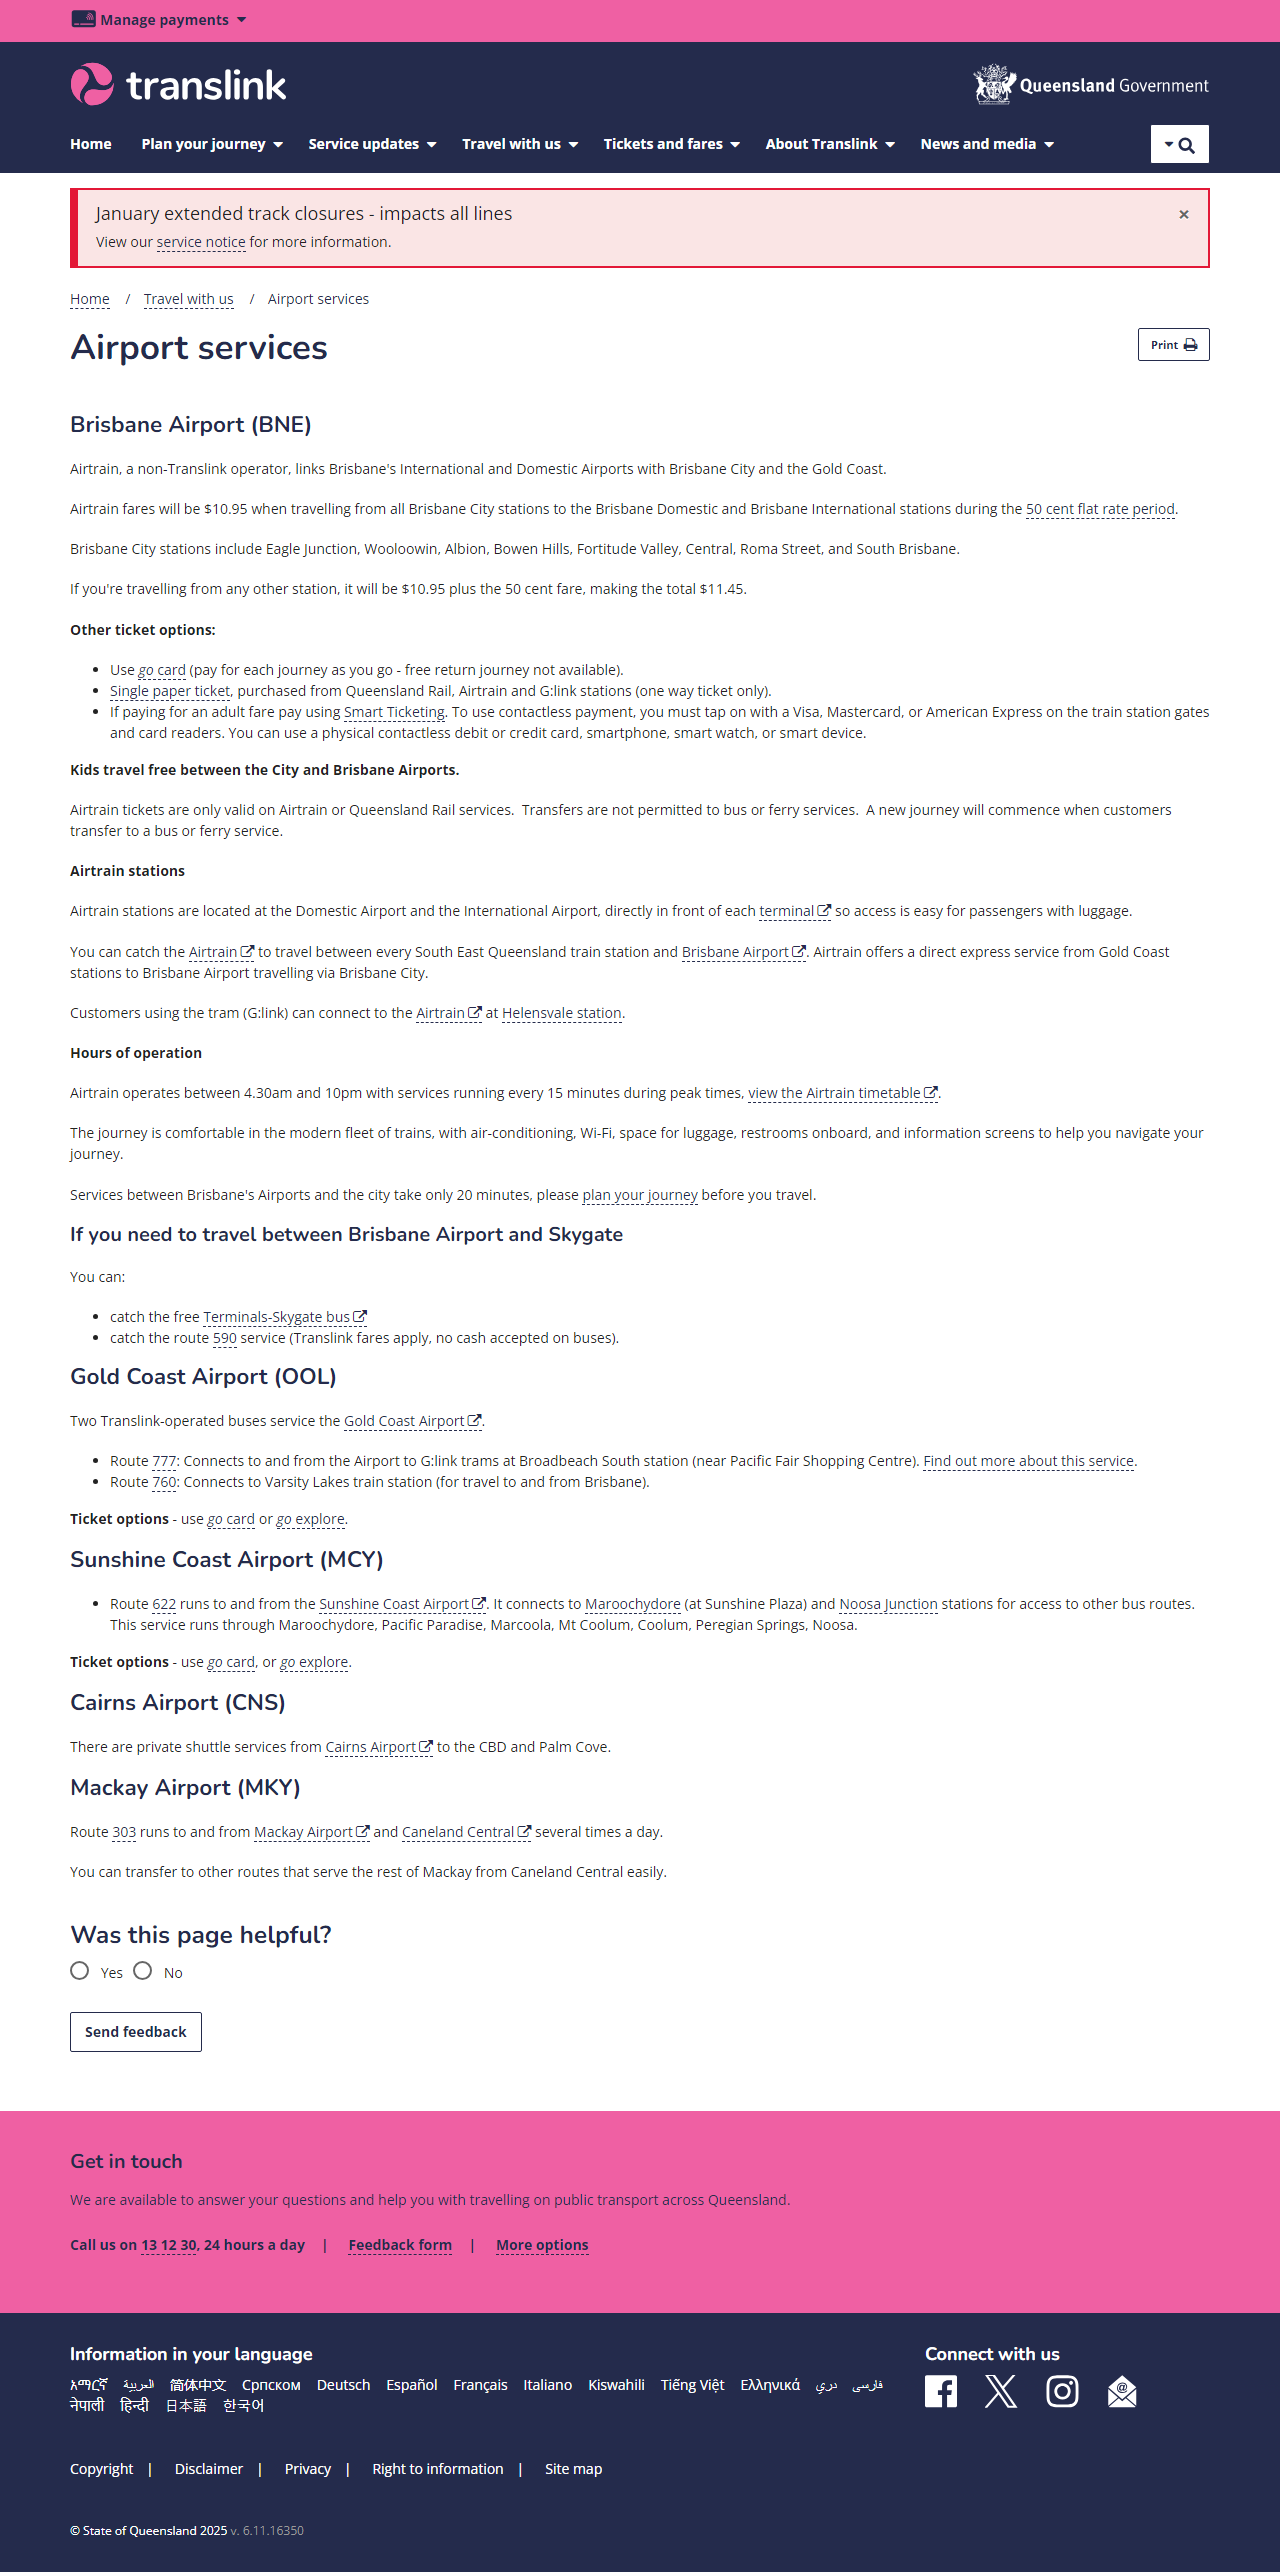 Manage payments
translink
Queensland Government
Home Plan your journey Service updates Travel with us Tickets and fares About Translink News and media
January extended track closures - impacts all lines
×
View our service notice for more information.
Home / Travel with us / Airport services
Airport services
Print
Brisbane Airport (BNE)
Airtrain, a non-Translink operator, links Brisbane's International and Domestic Airports with Brisbane City and the Gold Coast.
Airtrain fares will be $10.95 when travelling from all Brisbane City stations to the Brisbane Domestic and Brisbane International stations during the 50 cent flat rate period.
Brisbane City stations include Eagle Junction, Wooloowin, Albion, Bowen Hills, Fortitude Valley, Central, Roma Street, and South Brisbane.
If you're travelling from any other station, it will be $10.95 plus the 50 cent fare, making the total $11.45.
Other ticket options:
• Use go card (pay for each journey as you go - free return journey not available).
• Single paper ticket, purchased from Queensland Rail, Airtrain and G:link stations (one way ticket only).
• If paying for an adult fare pay using Smart Ticketing. To use contactless payment, you must tap on with a Visa, Mastercard, or American Express on the train station gates
and card readers. You can use a physical contactless debit or credit card, smartphone, smart watch, or smart device.
Kids travel free between the City and Brisbane Airports.
Airtrain tickets are only valid on Airtrain or Queensland Rail services. Transfers are not permitted to bus or ferry services. A new journey will commence when customers
transfer to a bus or ferry service.
Airtrain stations
Airtrain stations are located at the Domestic Airport and the International Airport, directly in front of each terminal so access is easy for passengers with luggage.
You can catch the Airtrain to travel between every South East Queensland train station and Brisbane Airport. Airtrain offers a direct express service from Gold Coast
stations to Brisbane Airport travelling via Brisbane City.
Customers using the tram (G:link) can connect to the Airtrain at Helensvale station.
Hours of operation
Airtrain operates between 4.30am and 10pm with services running every 15 minutes during peak times, view the Airtrain timetable.
The journey is comfortable in the modern fleet of trains, with air-conditioning, Wi-Fi, space for luggage, restrooms onboard, and information screens to help you navigate your
journey.
Services between Brisbane's Airports and the city take only 20 minutes, please plan your journey before you travel.
If you need to travel between Brisbane Airport and Skygate
You can:
• catch the free Terminals-Skygate bus
• catch the route 590 service (Translink fares apply, no cash accepted on buses).
Gold Coast Airport (OOL)
Two Translink-operated buses service the Gold Coast Airport.
• Route 777: Connects to and from the Airport to G:link trams at Broadbeach South station (near Pacific Fair Shopping Centre). Find out more about this service.
• Route 760: Connects to Varsity Lakes train station (for travel to and from Brisbane).
Ticket options - use go card or go explore.
Sunshine Coast Airport (MCY)
• Route 622 runs to and from the Sunshine Coast Airport. It connects to Maroochydore (at Sunshine Plaza) and Noosa Junction stations for access to other bus routes.
This service runs through Maroochydore, Pacific Paradise, Marcoola, Mt Coolum, Coolum, Peregian Springs, Noosa.
Ticket options - use go card, or go explore.
Cairns Airport (CNS)
There are private shuttle services from Cairns Airport to the CBD and Palm Cove.
Mackay Airport (MKY)
Route 303 runs to and from Mackay Airport and Caneland Central several times a day.
You can transfer to other routes that serve the rest of Mackay from Caneland Central easily.
Was this page helpful?
Yes No
Send feedback
Get in touch
We are available to answer your questions and help you with travelling on public transport across Queensland.
Call us on 13 12 30, 24 hours a day | Feedback form | More options
Information in your language
Connect with us
አማርኛ العربية 简体中文 Српском Deutsch Español Français Italiano Kiswahili Tiếng Việt Ελληνικά دري فارسی
नेपाली हिन्दी 日本語 한국어
Copyright | Disclaimer | Privacy | Right to information | Site map
© State of Queensland 2025 v. 6.11.16350